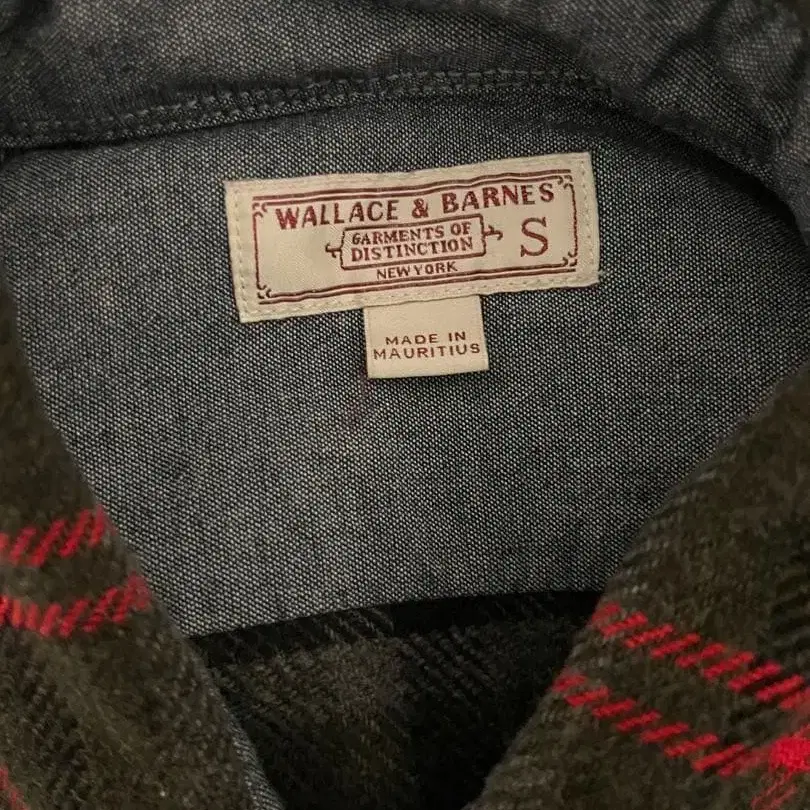 WALLACE & BARNES
GARMENTS OF
DISTINCTION
S
NEW YORK
MADE IN
MAURITIUS